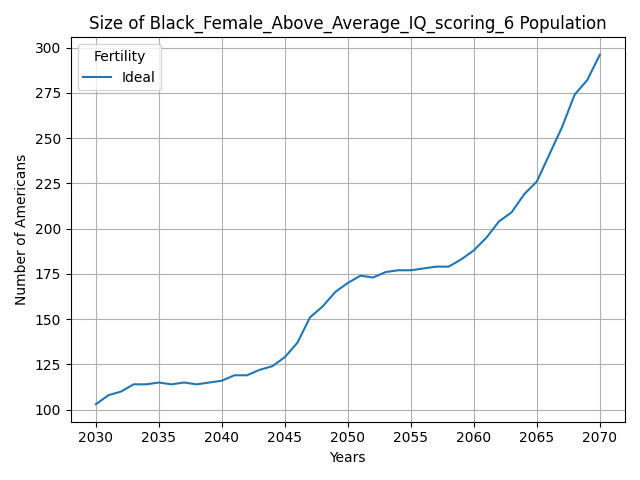 Size of Black_Female_Above_Average_IQ_scoring_6 Population
Fertility
Ideal
300
275
250
225
200
175
150
125
100
Number of Americans
2030 2035 2040 2045 2050 2055 2060 2065 2070
Years